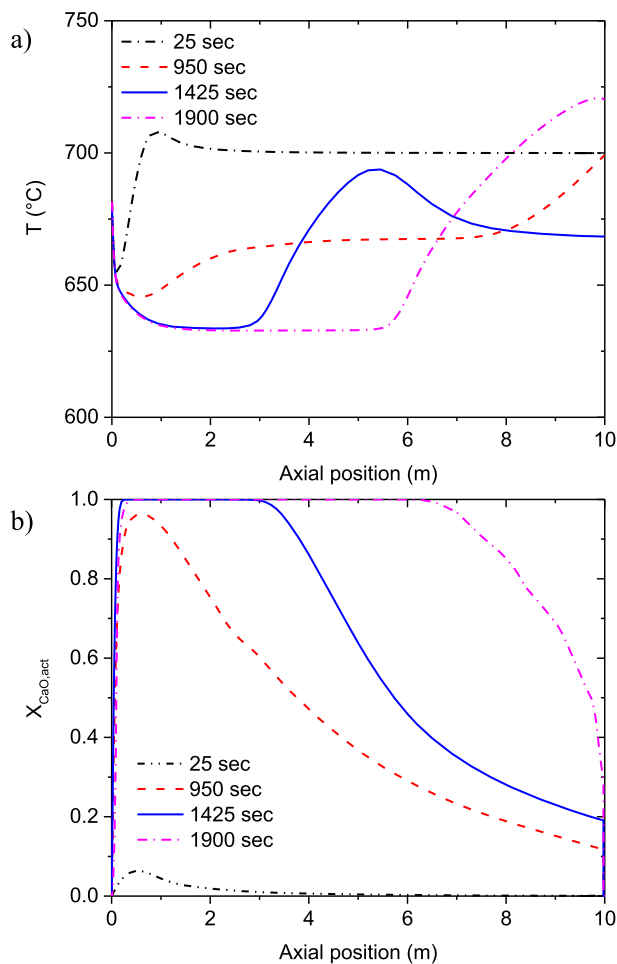 a)
750
700
650
600
T (°C)
25 sec
950 sec
1425 sec
1900 sec
0 2 4 6 8 10
Axial position (m)
b)
1.0
0.8
0.6
0.4
0.2
0.0
X_CaO,act
25 sec
950 sec
1425 sec
1900 sec
0 2 4 6 8 10
Axial position (m)